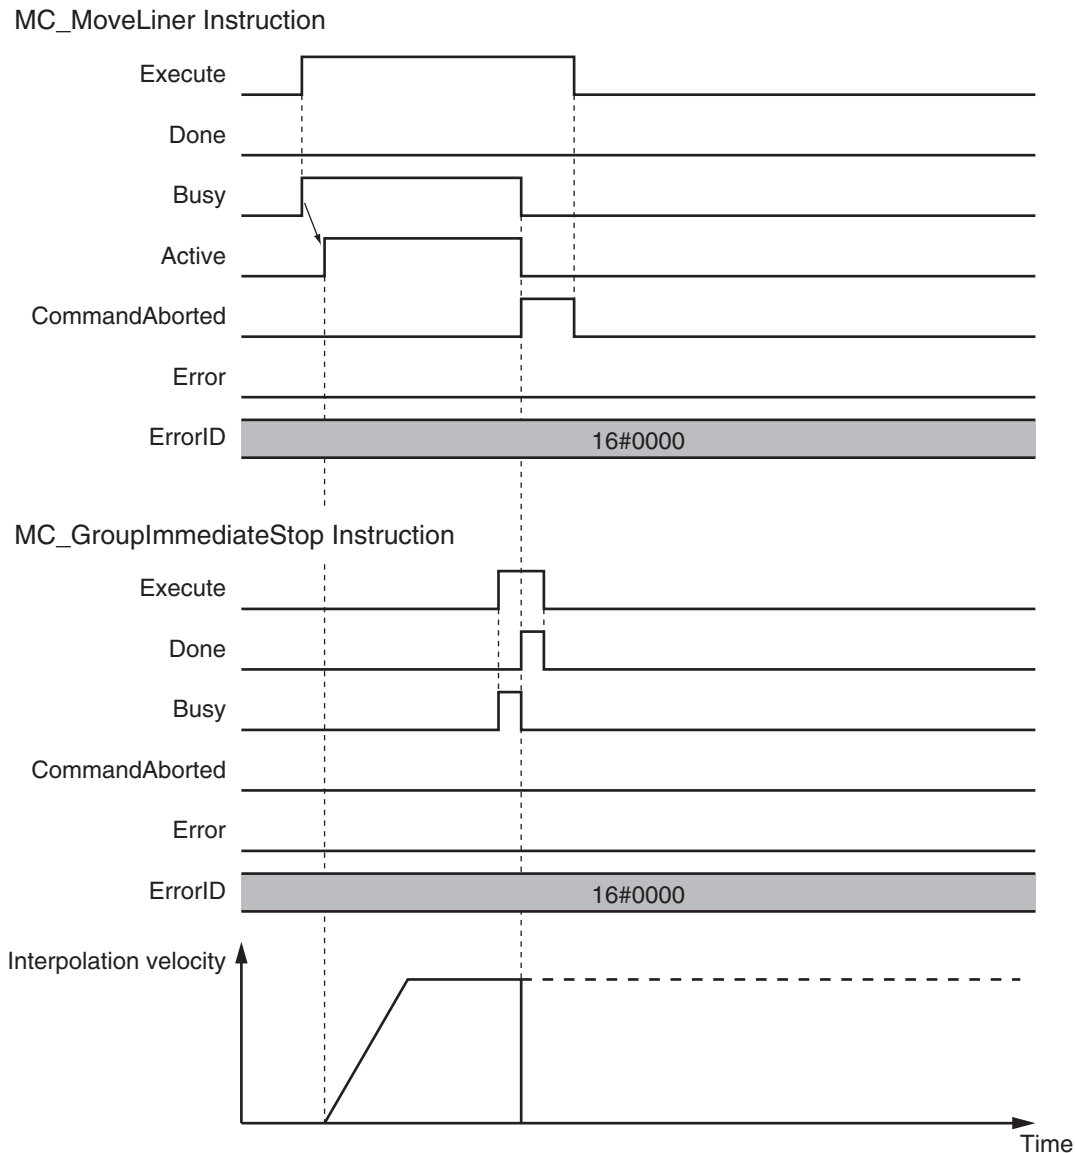 MC_MoveLiner Instruction
Execute
Done
Busy
Active
CommandAborted
Error
ErrorID
16#0000
MC_GroupImmediateStop Instruction
Execute
Done
Busy
CommandAborted
Error
ErrorID
16#0000
Interpolation velocity
Time